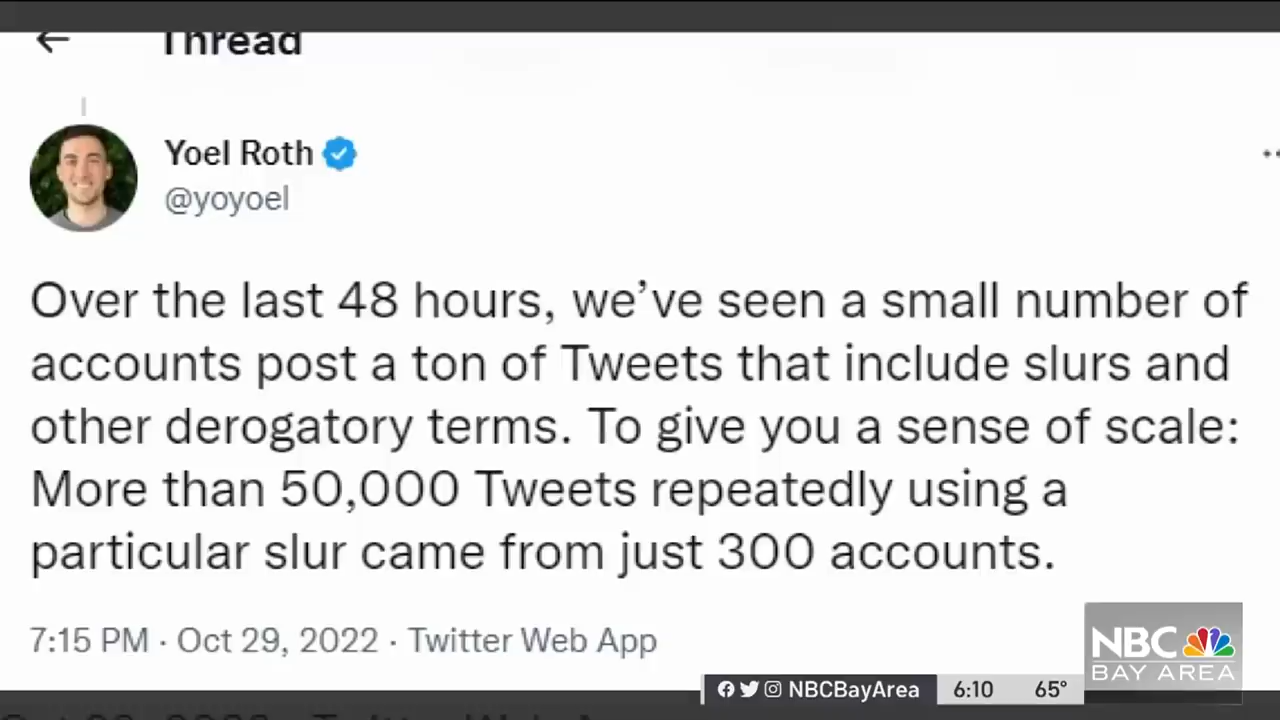 Thread
Yoel Roth
@yoyoel
Over the last 48 hours, we’ve seen a small number of
accounts post a ton of Tweets that include slurs and
other derogatory terms. To give you a sense of scale:
More than 50,000 Tweets repeatedly using a
particular slur came from just 300 accounts.
7:15 PM · Oct 29, 2022 · Twitter Web App
NBC
BAY AREA
NBCBayArea 6:10 65°